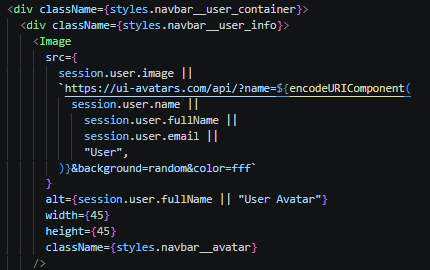 <div className={styles.navbar__user_container}>
<div className={styles.navbar__user_info}>
<Image
src={
session.user.image ||
`https://ui-avatars.com/api/?name=${encodeURIComponent(
session.user.name ||
session.user.fullName ||
session.user.email ||
"User",
)}&background=random&color=fff`
}
alt={session.user.fullName || "User Avatar"}
width={45}
height={45}
className={styles.navbar__avatar}
/>